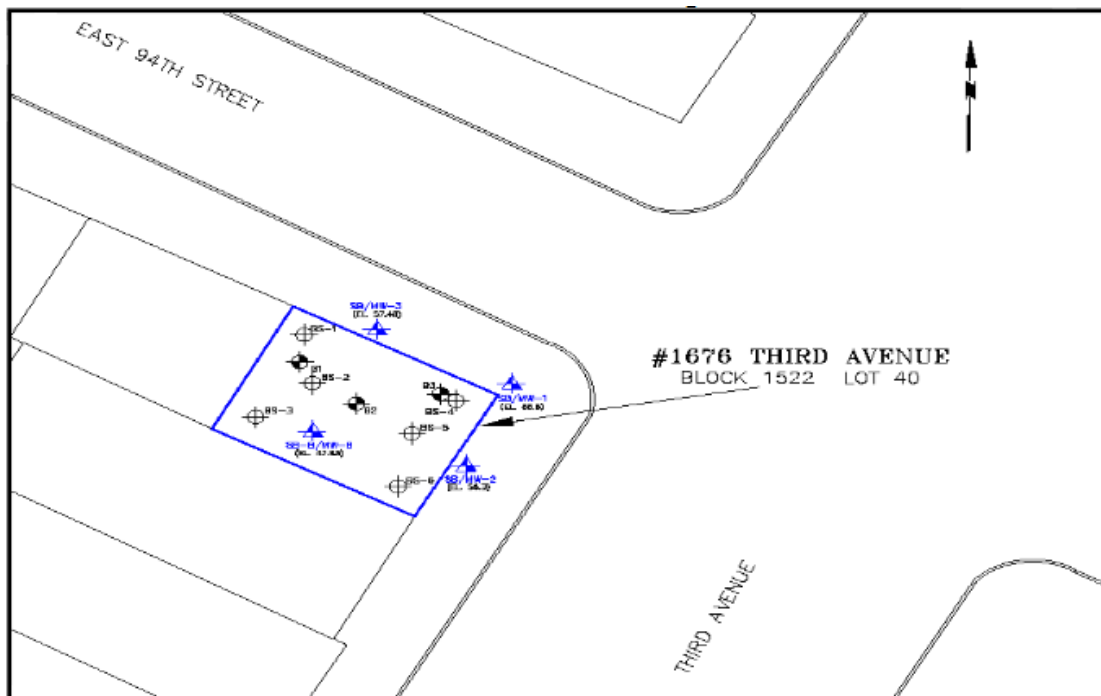 EAST 94TH STREET
N
SB/MW-3
BS-1
B1
BS-2
B3
BS-4
SB/MW-1
BS-3
B2
BS-5
SB/MW-2
BS-6
#1676 THIRD AVENUE
BLOCK 1522 LOT 40
THIRD AVENUE